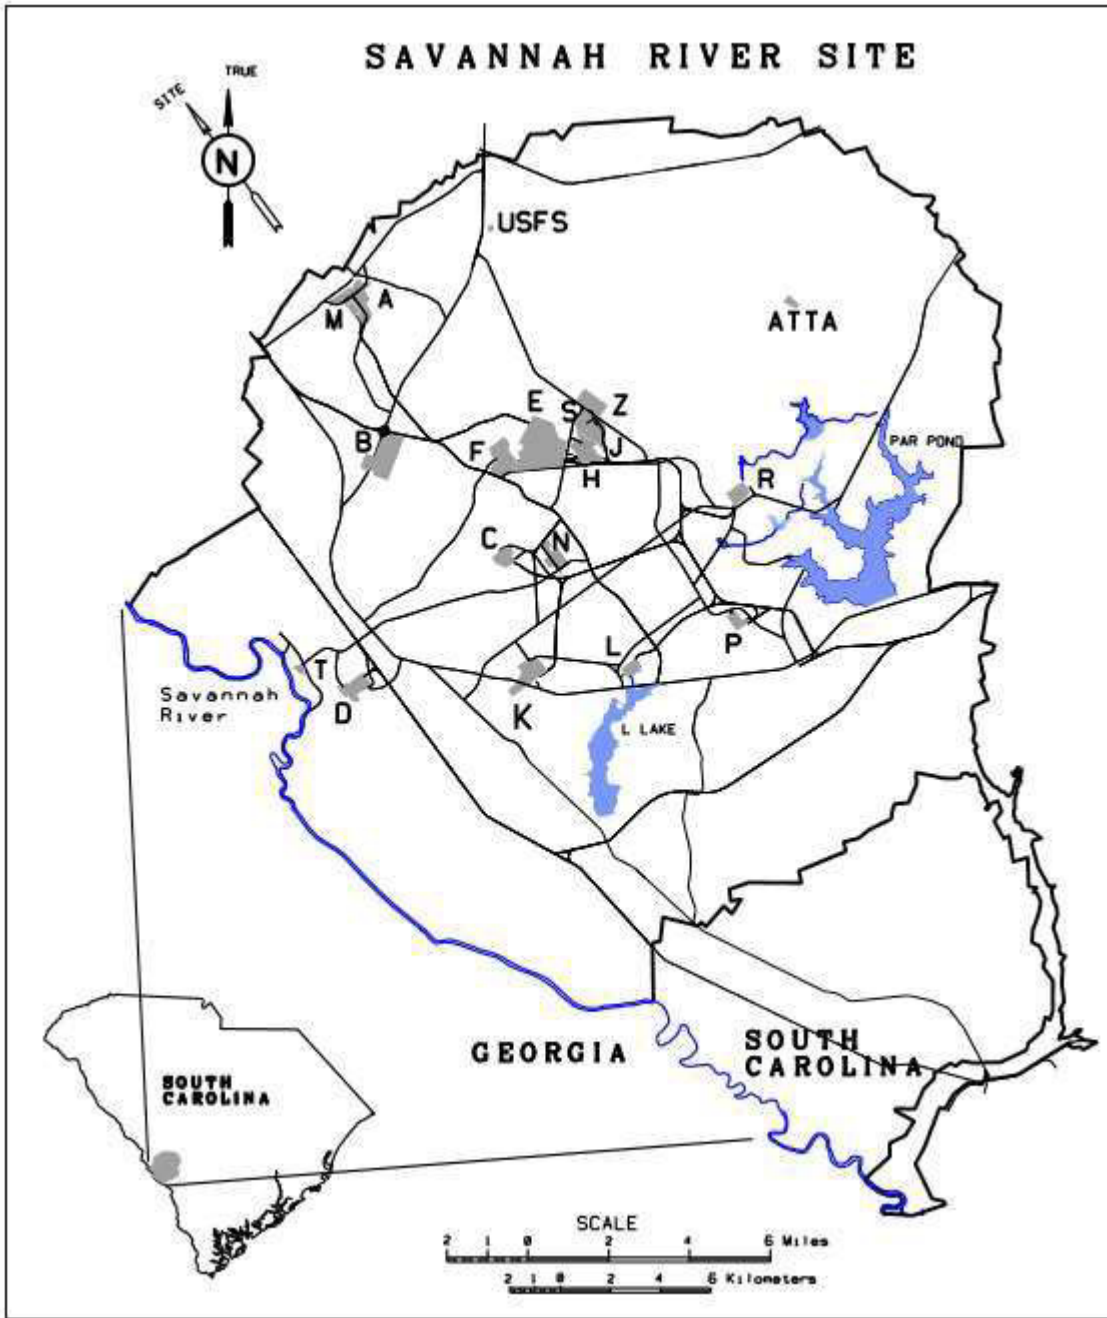 SAVANNAH RIVER SITE
TRUE
SITE
N
USFS
A
M
ATTA
E
S
Z
B
F
J
H
PAR POND
R
C
N
P
L
T
D
K
Savannah
River
L LAKE
GEORGIA
SOUTH
CAROLINA
SOUTH
CAROLINA
SCALE
2 1 0 2 4 6 Miles
2 1 0 2 4 6 Kilometers